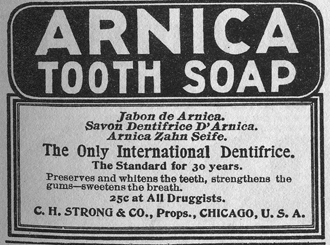 ARNICA
TOOTH SOAP
Jabon de Arnica.
Savon Dentifrice D'Arnica.
Arnica Zahn Seife.
The Only International Dentifrice.
The Standard for 30 years.
Preserves and whitens the teeth, strengthens the
gums—sweetens the breath.
25c at All Druggists.
C. H. STRONG & CO., Props., CHICAGO, U. S. A.